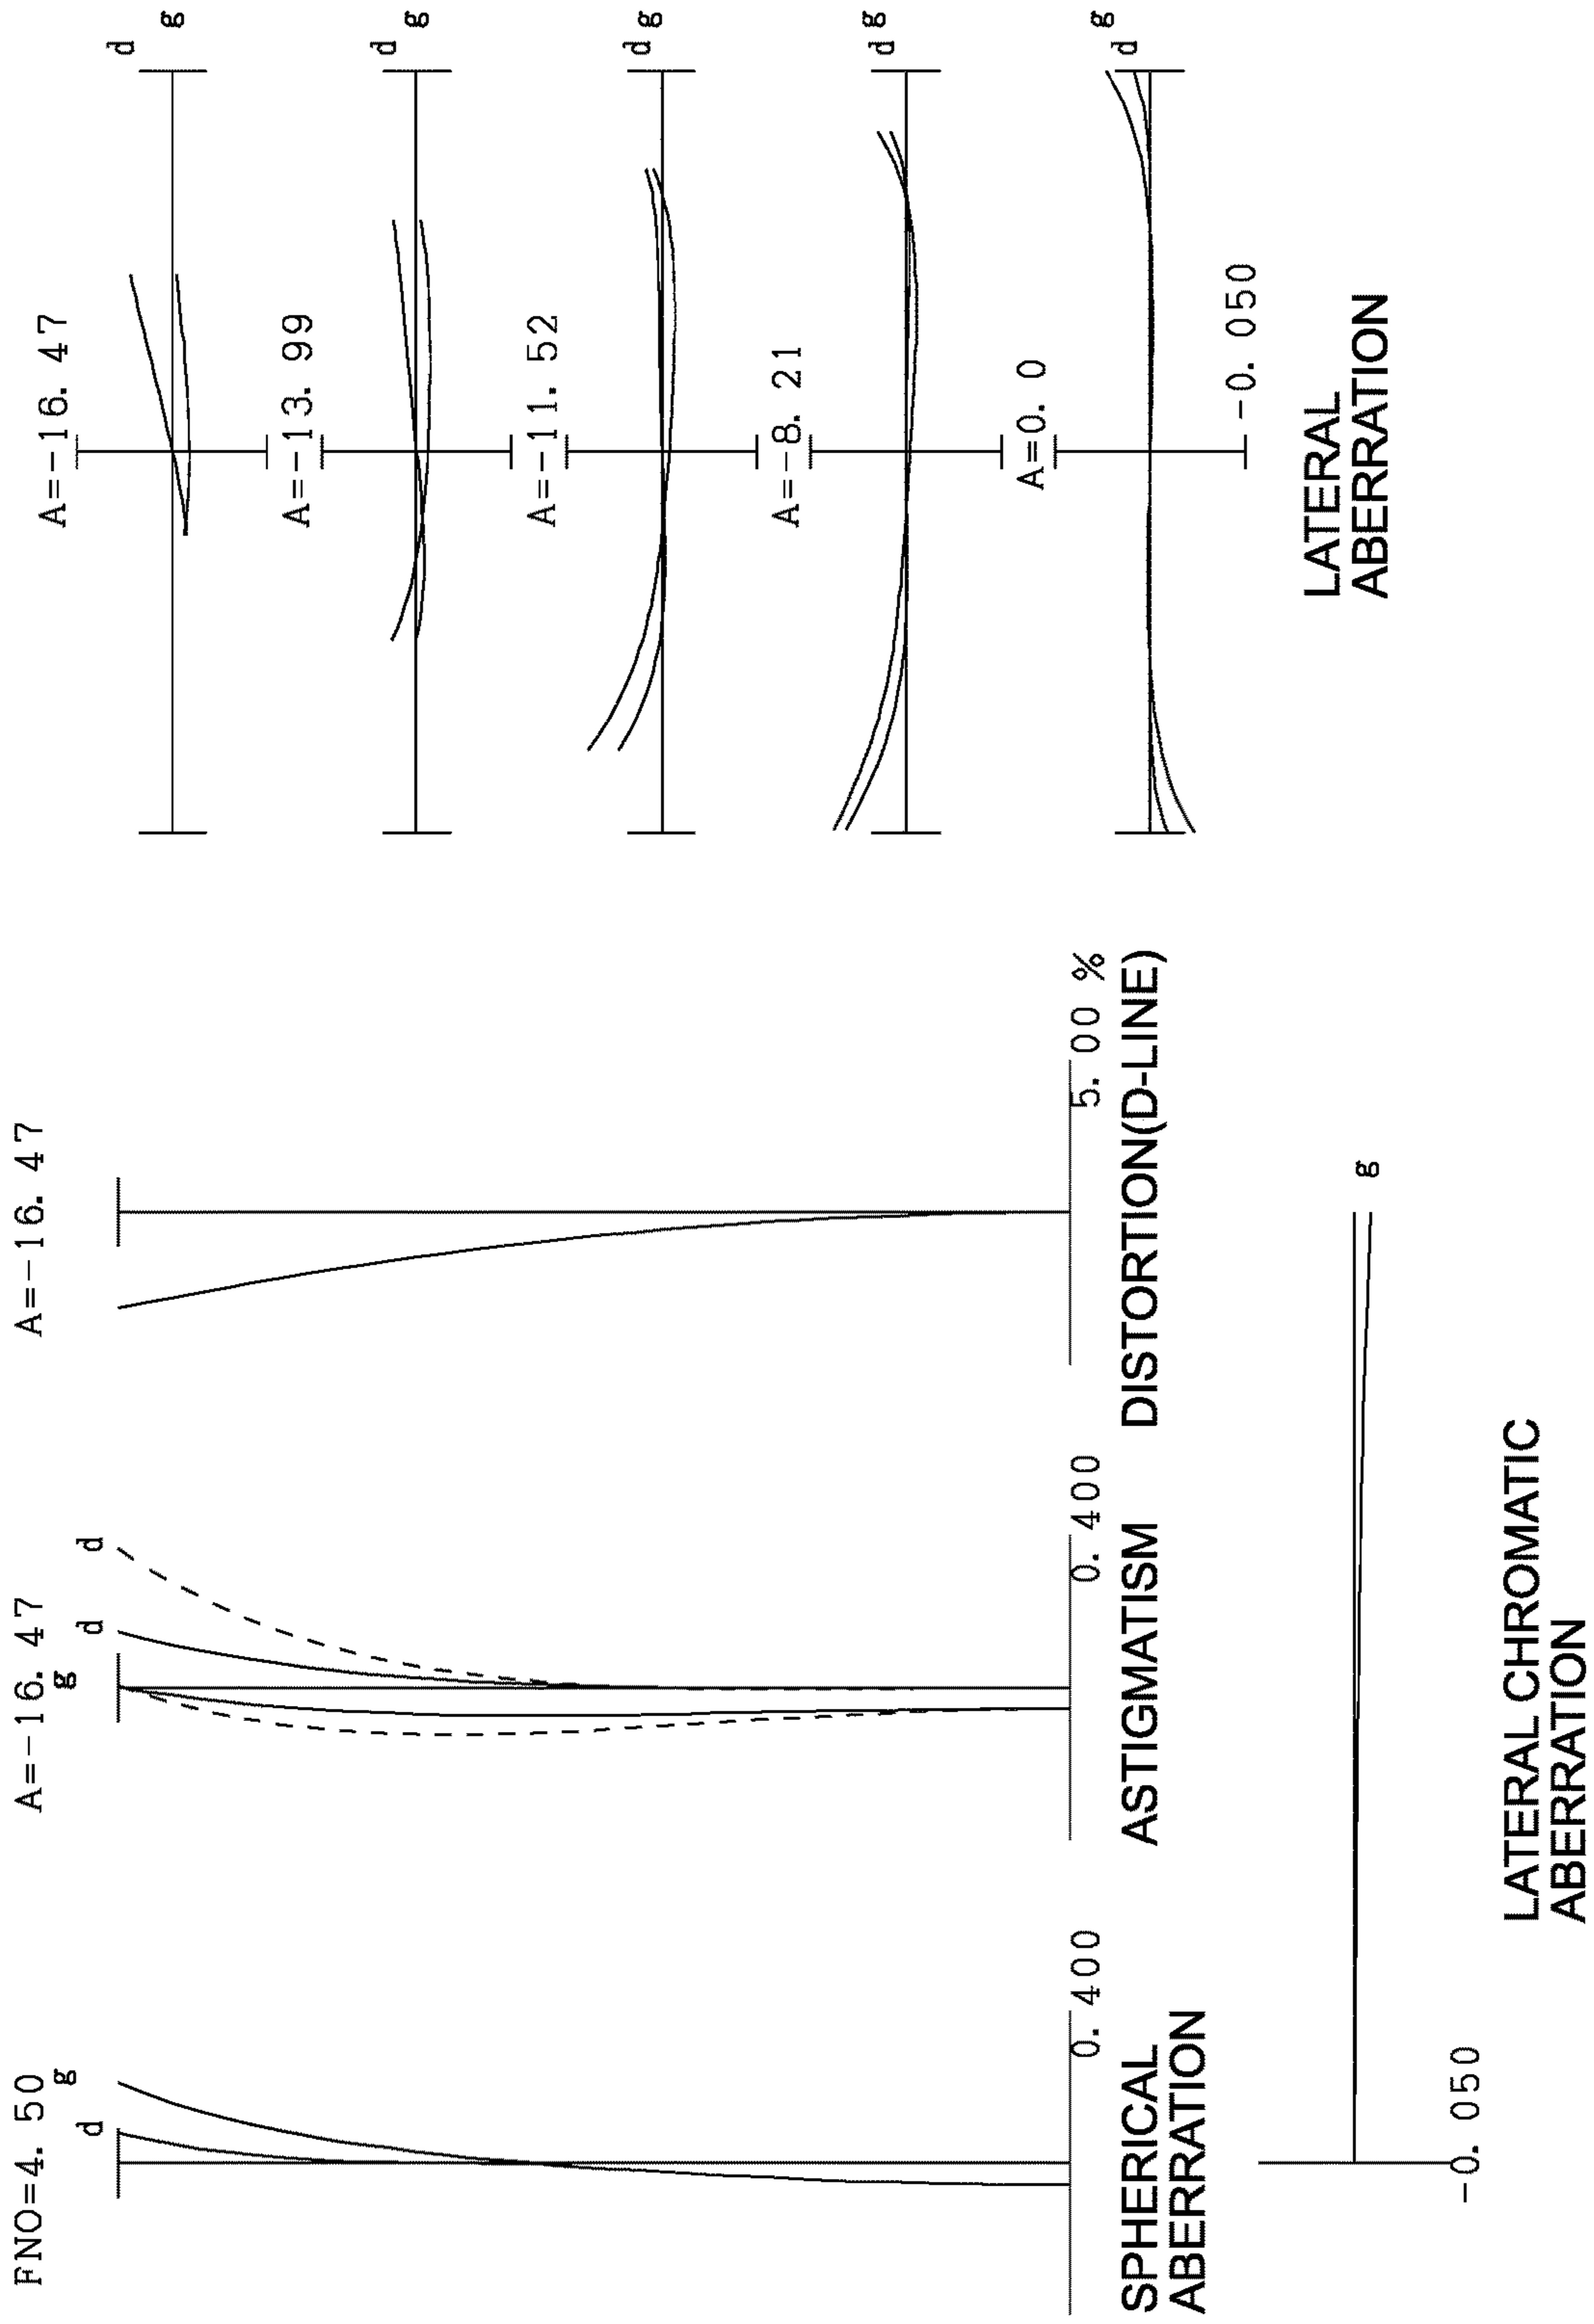 FNO=4. 50
d
g
0. 400
SPHERICAL
ABERRATION
A=-16. 47
g
d
d
0. 400
ASTIGMATISM
A=-16. 47
5. 00 %
DISTORTION(D-LINE)
g
-0. 050
LATERAL CHROMATIC
ABERRATION
A=-16. 47
d
g
A=-13. 99
d
g
A=-11. 52
d
g
A=-8. 21
d
g
A=0. 0
g
d
-0. 050
LATERAL
ABERRATION